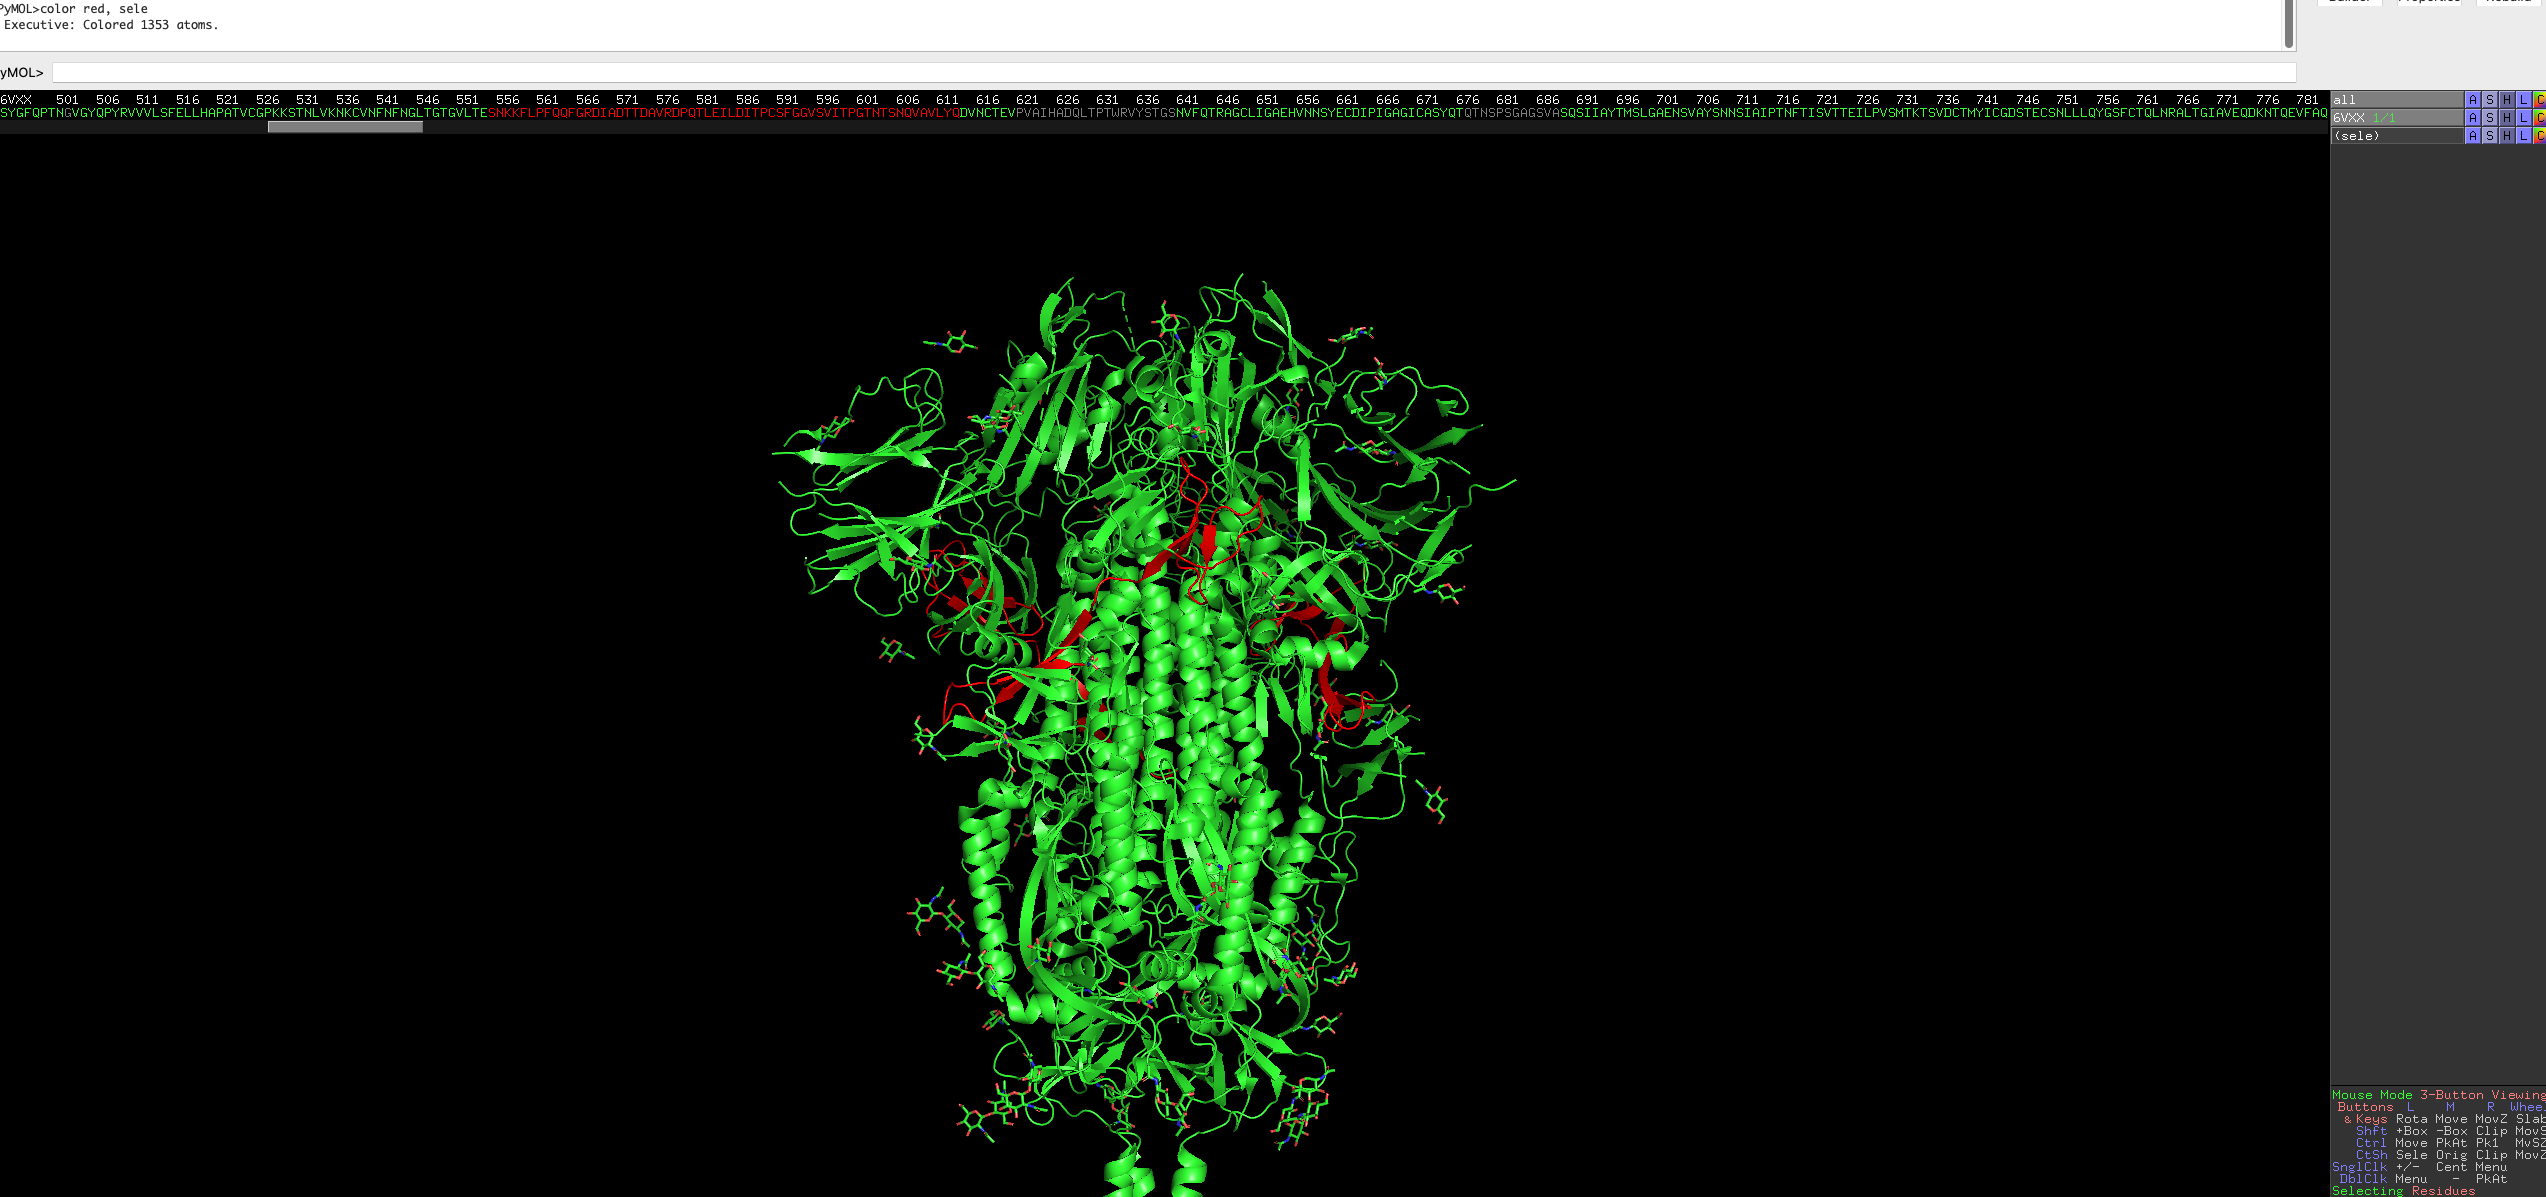 PyMOL>color red, sele
Executive: Colored 1353 atoms.
yMOL>
6VXX 501 506 511 516 521 526 531 536 541 546 551 556 561 566 571 576 581 586 591 596 601 606 611 616 621 626 631 636 641 646 651 656 661 666 671 676 681 686 691 696 701 706 711 716 721 726 731 736 741 746 751 756 761 766 771 776 781
SYGFQPTNGVGYQPYRVVVLSFELLHAPATVCGPKKSTNLVKNKCVNFNFNGLTGTGVLTESNKKFLPFQQFGRDIADTTDAVRDPQTLEILDITPCSFGGVSVITPGTNTSNQVAVLYQDVNCTEVPVAIHADQLTPTWRVYSTGSNVFQTRAGCLIGAEHVNNSYECDIPIGAGICASYQTQTNSPSGAGSVASQSIIAYTMSLGAENSVAYSNNSIAIPTNFTISVTTEILPVSMTKTSVDCTMYICGDSTECSNLLLQYGSFCTQLNRALTGIAVEQDKNTQEVFAQ
all A S H L C
6VXX 1/1 A S H L C
(sele) A S H L C
Mouse Mode 3-Button Viewing
Buttons L M R Whee
& Keys Rota Move MovZ Slab
Shft +Box -Box Clip MovS
Ctrl Move PkAt Pk1 MvSZ
CtSh Sele Orig Clip MovZ
SnglClk +/- Cent Menu
DblClk Menu - PkAt
Selecting Residues